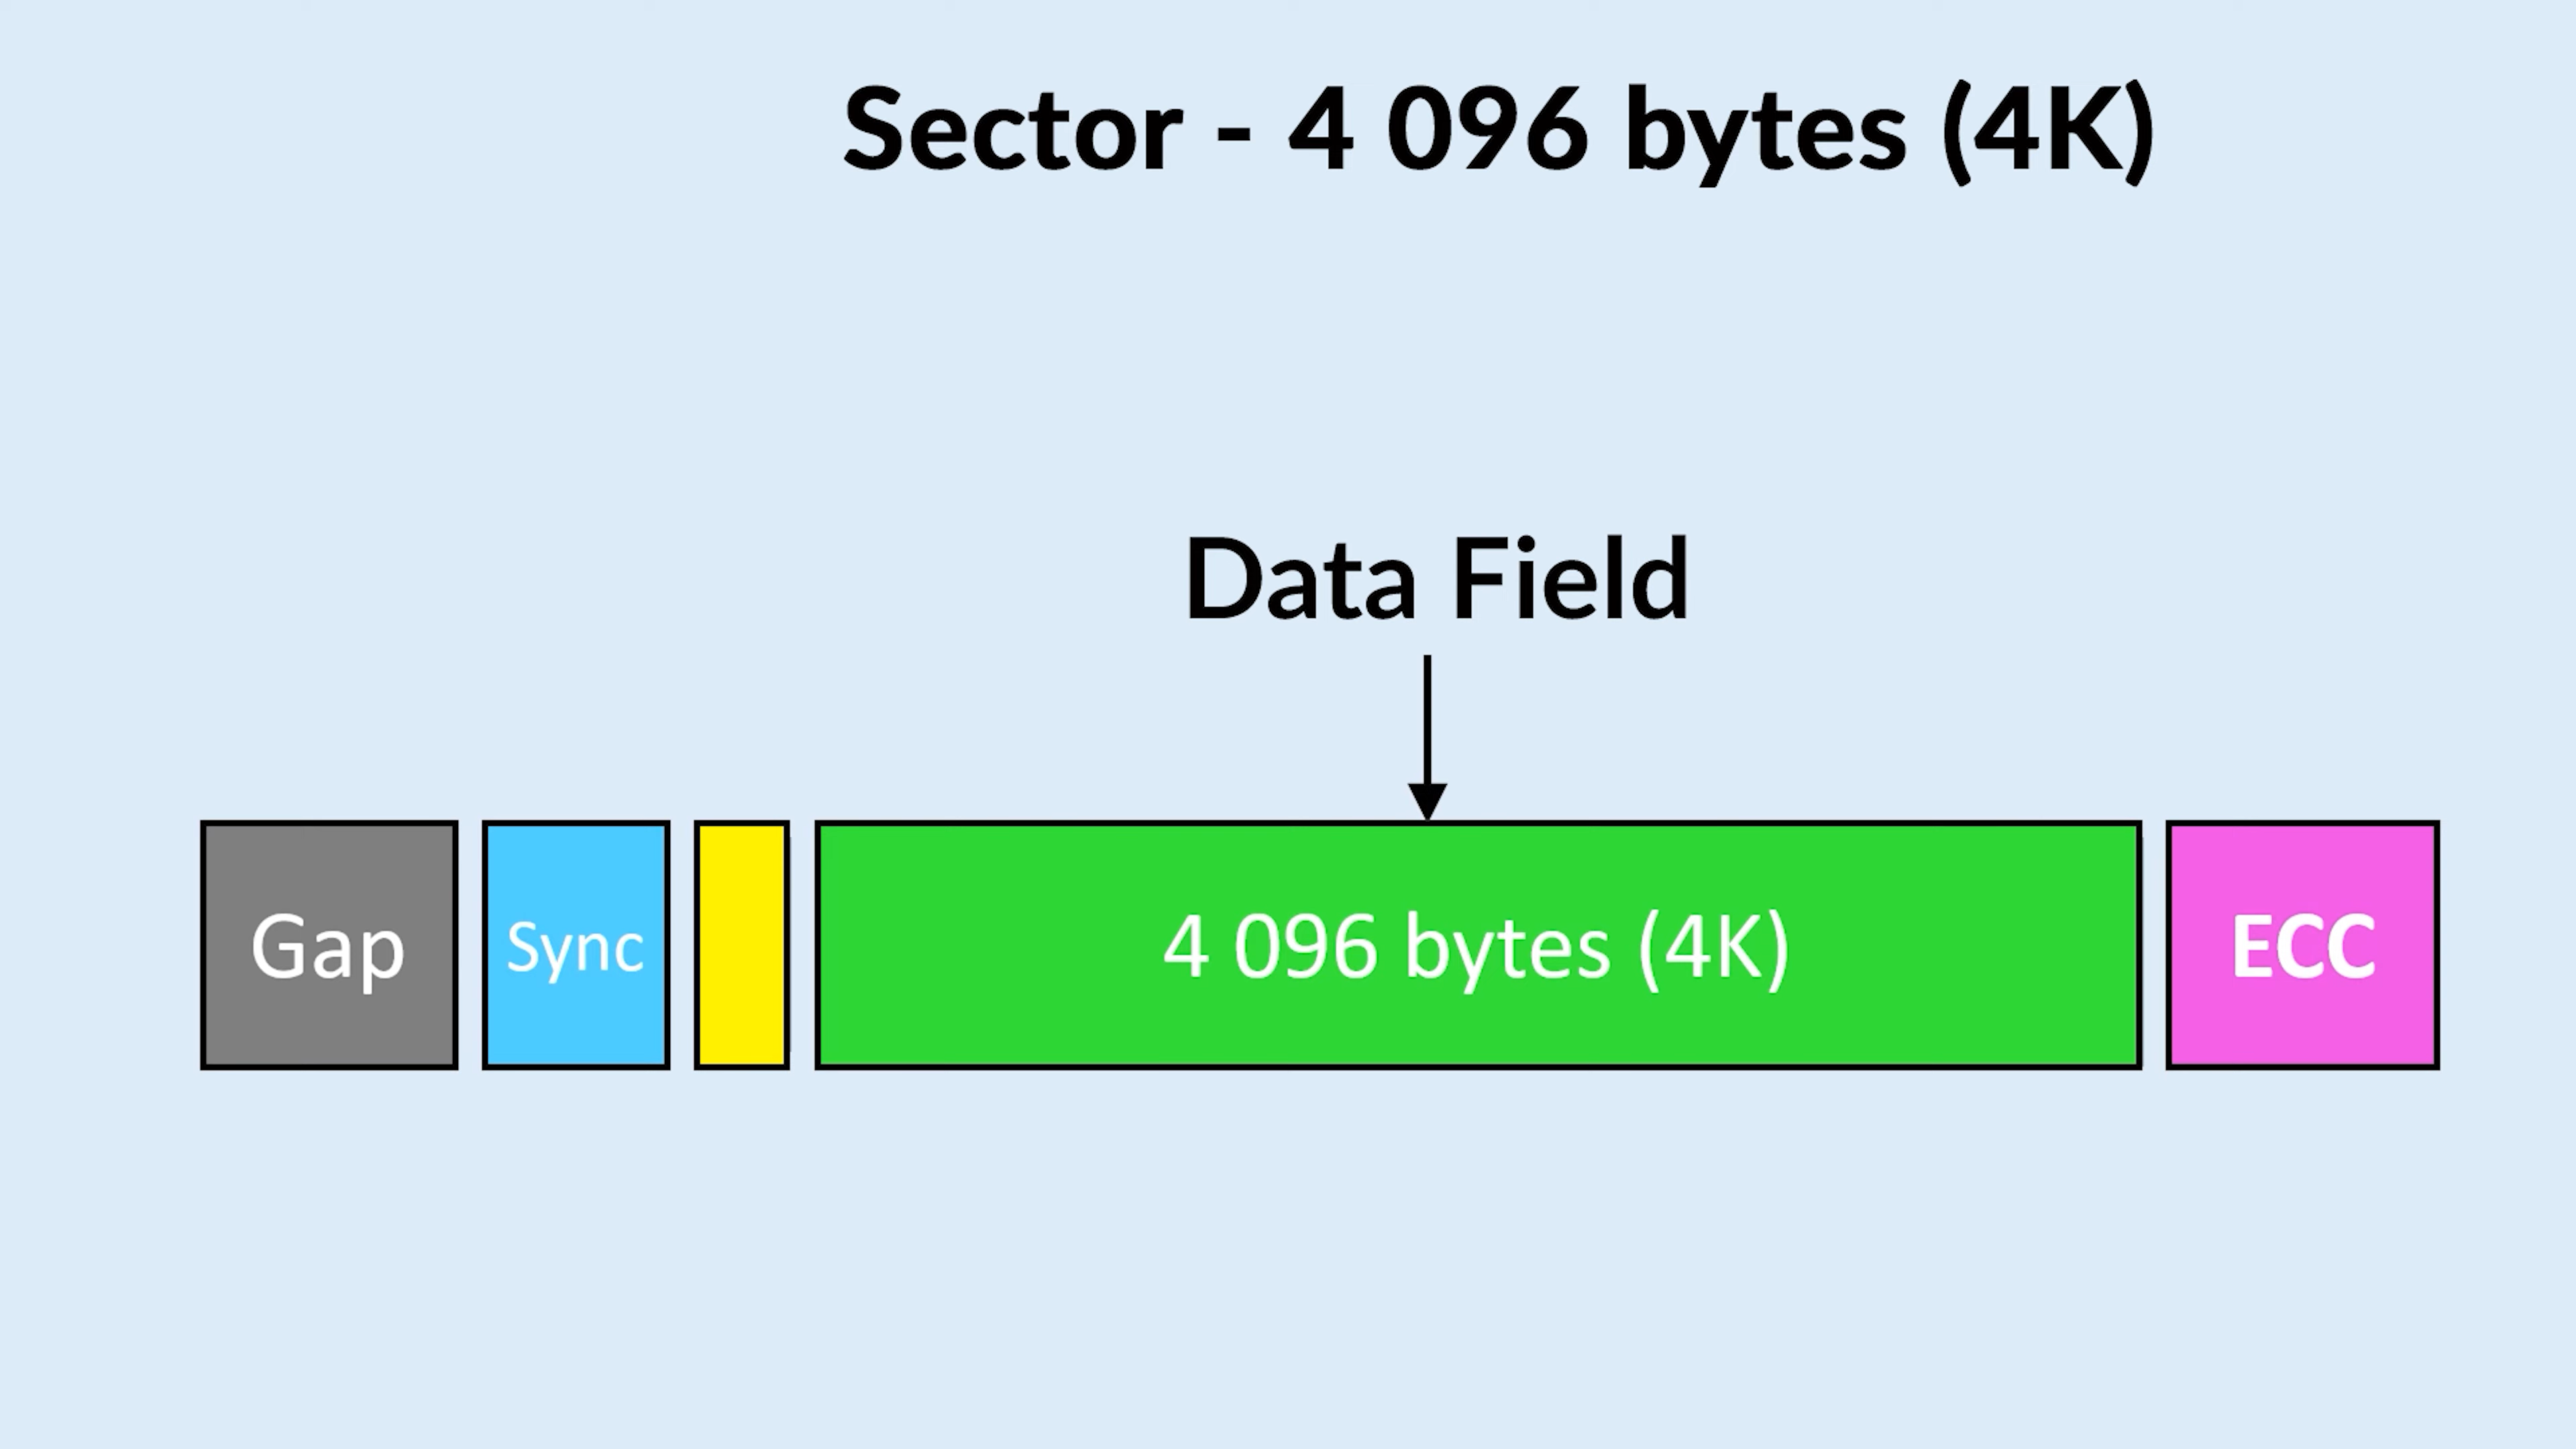 Sector - 4 096 bytes (4K)
Data Field
Gap Sync 4 096 bytes (4K) ECC